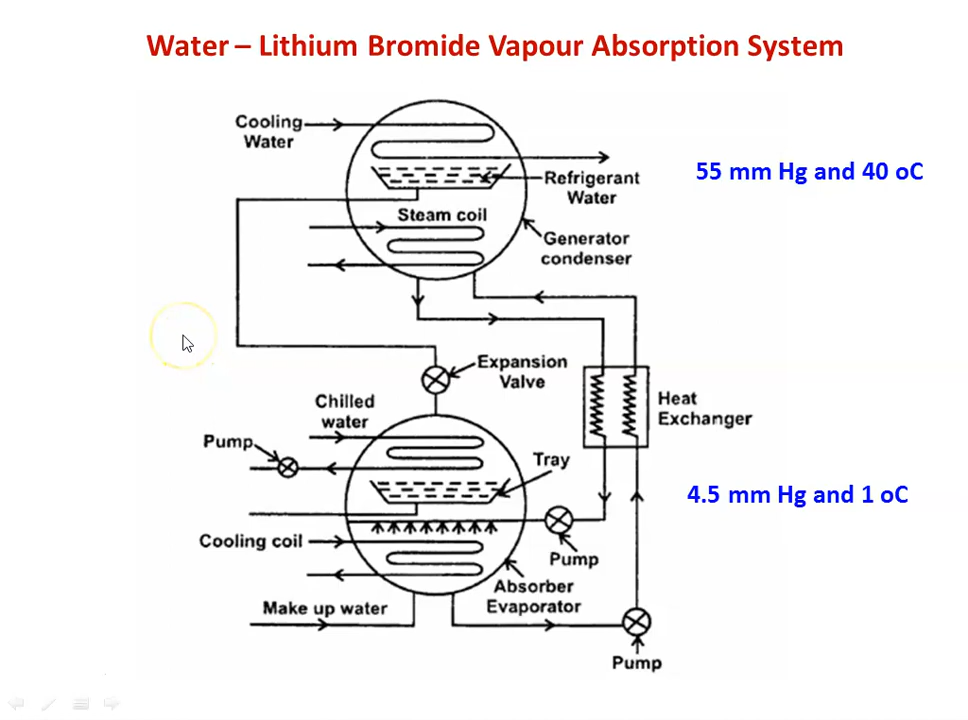 Water – Lithium Bromide Vapour Absorption System
Cooling
Water
55 mm Hg and 40 oC
Refrigerant
Water
Steam coil
Generator
condenser
Expansion
Valve
Chilled
water
Heat
Exchanger
Pump
Tray
4.5 mm Hg and 1 oC
Cooling coil
Pump
Absorber
Evaporator
Make up water
Pump